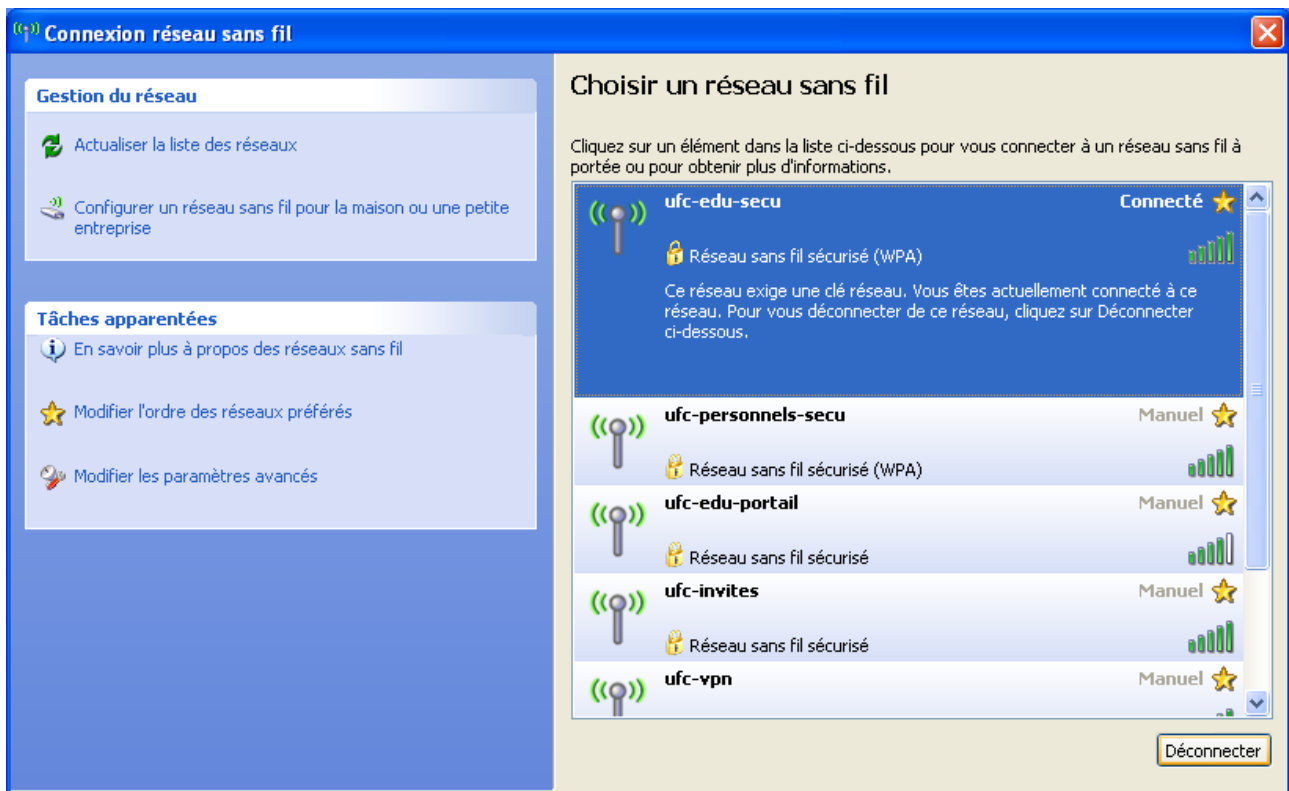 Connexion réseau sans fil
Gestion du réseau
Actualiser la liste des réseaux
Configurer un réseau sans fil pour la maison ou une petite
entreprise
Tâches apparentées
En savoir plus à propos des réseaux sans fil
Modifier l'ordre des réseaux préférés
Modifier les paramètres avancés
Choisir un réseau sans fil
Cliquez sur un élément dans la liste ci-dessous pour vous connecter à un réseau sans fil à
portée ou pour obtenir plus d'informations.
ufc-edu-secu Connecté
Réseau sans fil sécurisé (WPA)
Ce réseau exige une clé réseau. Vous êtes actuellement connecté à ce
réseau. Pour vous déconnecter de ce réseau, cliquez sur Déconnecter
ci-dessous.
ufc-personnels-secu Manuel
Réseau sans fil sécurisé (WPA)
ufc-edu-portail Manuel
Réseau sans fil sécurisé
ufc-invites Manuel
Réseau sans fil sécurisé
ufc-vpn Manuel
Déconnecter